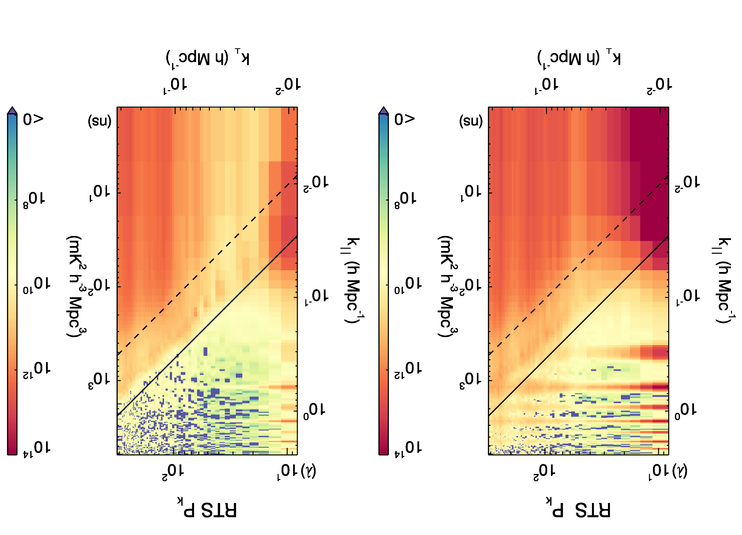 RTS P_k
(λ) 10^1 10^2
10^0
10^-1
10^-2
k_|| (h Mpc^-1)
10^3
10^2
10^1
(ns)
10^-2 10^-1
k_⊥ (h Mpc^-1)
10^14
10^12
10^10
10^8
<0
(mK^2 h^-3 Mpc^3)
RTS P_k
(λ) 10^1 10^2
10^0
10^-1
10^-2
k_|| (h Mpc^-1)
10^3
10^2
10^1
(ns)
10^-2 10^-1
k_⊥ (h Mpc^-1)
10^14
10^12
10^10
10^8
<0
(mK^2 h^-3 Mpc^3)